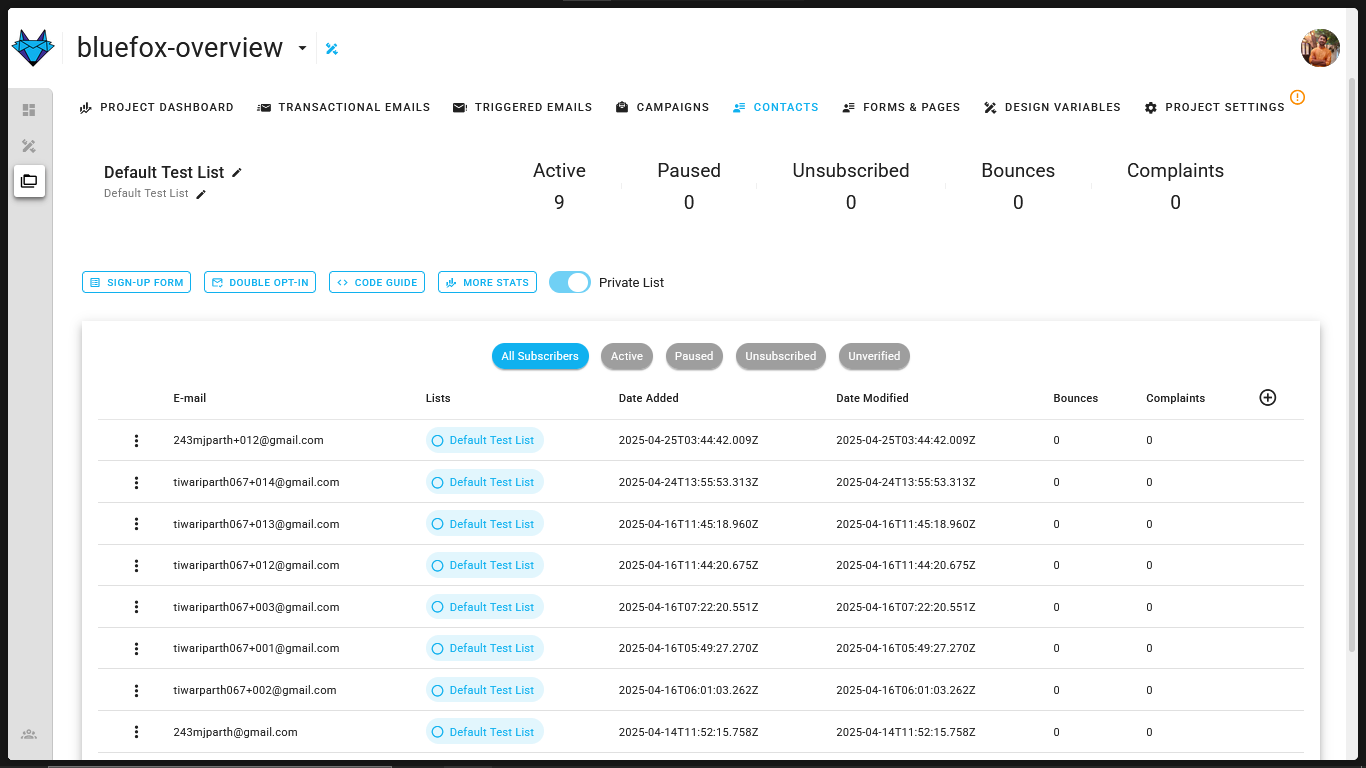 bluefox-overview
PROJECT DASHBOARD TRANSACTIONAL EMAILS TRIGGERED EMAILS CAMPAIGNS CONTACTS FORMS & PAGES DESIGN VARIABLES PROJECT SETTINGS
Default Test List
Default Test List
Active Paused Unsubscribed Bounces Complaints
9 0 0 0 0
SIGN-UP FORM DOUBLE OPT-IN CODE GUIDE MORE STATS Private List
All Subscribers Active Paused Unsubscribed Unverified
E-mail Lists Date Added Date Modified Bounces Complaints
243mjparth+012@gmail.com Default Test List 2025-04-25T03:44:42.009Z 2025-04-25T03:44:42.009Z 0 0
tiwariparth067+014@gmail.com Default Test List 2025-04-24T13:55:53.313Z 2025-04-24T13:55:53.313Z 0 0
tiwariparth067+013@gmail.com Default Test List 2025-04-16T11:45:18.960Z 2025-04-16T11:45:18.960Z 0 0
tiwariparth067+012@gmail.com Default Test List 2025-04-16T11:44:20.675Z 2025-04-16T11:44:20.675Z 0 0
tiwariparth067+003@gmail.com Default Test List 2025-04-16T07:22:20.551Z 2025-04-16T07:22:20.551Z 0 0
tiwariparth067+001@gmail.com Default Test List 2025-04-16T05:49:27.270Z 2025-04-16T05:49:27.270Z 0 0
tiwarparth067+002@gmail.com Default Test List 2025-04-16T06:01:03.262Z 2025-04-16T06:01:03.262Z 0 0
243mjparth@gmail.com Default Test List 2025-04-14T11:52:15.758Z 2025-04-14T11:52:15.758Z 0 0